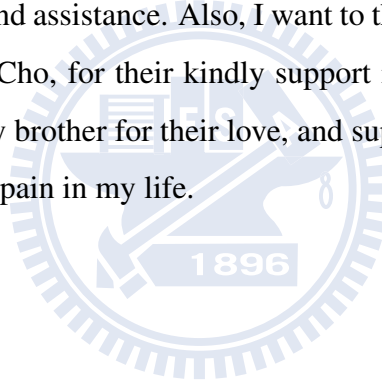 nd assistance. Also, I want to th
Cho, for their kindly support
y brother for their love, and sup
pain in my life.
E S
1896